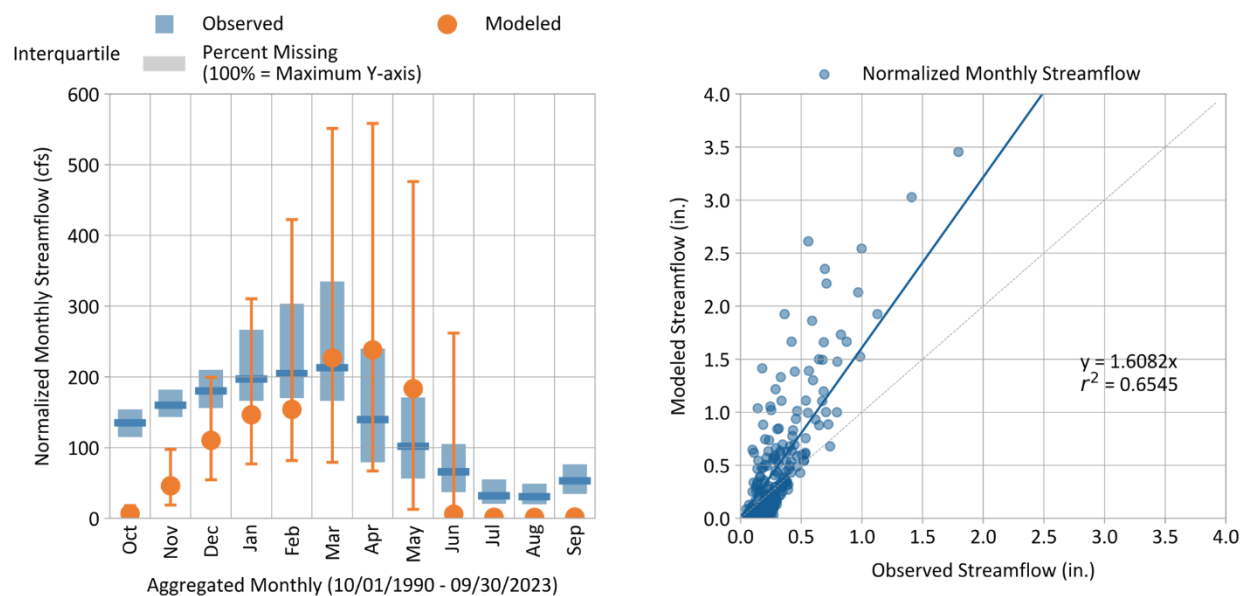 Observed
Modeled
Interquartile
Percent Missing
(100% = Maximum Y-axis)
Normalized Monthly Streamflow (cfs)
600
500
400
300
200
100
0
Oct
Nov
Dec
Jan
Feb
Mar
Apr
May
Jun
Jul
Aug
Sep
Aggregated Monthly (10/01/1990 - 09/30/2023)
Normalized Monthly Streamflow
Modeled Streamflow (in.)
4.0
3.5
3.0
2.5
2.0
1.5
1.0
0.5
0.0
y = 1.6082x
r² = 0.6545
0.0 0.5 1.0 1.5 2.0 2.5 3.0 3.5 4.0
Observed Streamflow (in.)